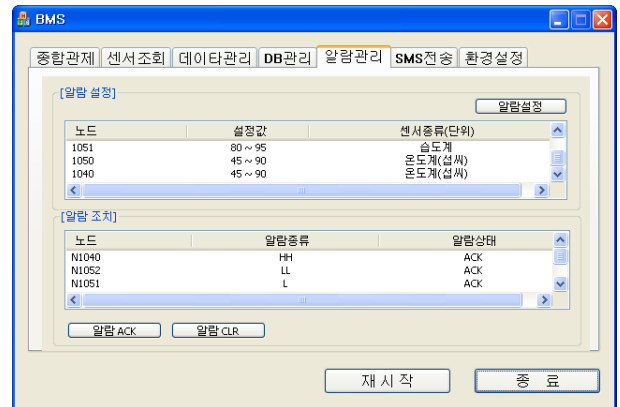 BMS
종합관제 센서조회 데이타관리 DB관리 알람관리 SMS전송 환경설정
[알람 설정]
알람설정
노드 설정값 센서종류(단위)
1051 80 ~ 95 습도계
1050 45 ~ 90 온도계(섭씨)
1040 45 ~ 90 온도계(섭씨)
[알람 조치]
노드 알람종류 알람상태
N1040 HH ACK
N1052 LL ACK
N1051 L ACK
알람 ACK 알람 CLR
재 시 작 종 료